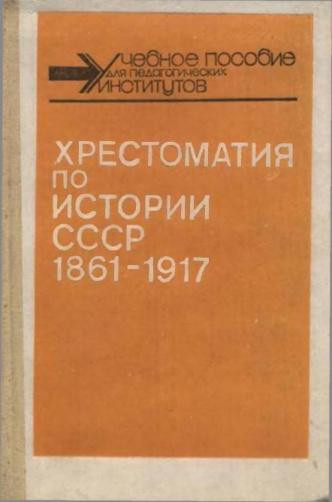 Учебное пособие
для педагогических
институтов
ХРЕСТОМАТИЯ
ПО
ИСТОРИИ
СССР
1861-1917